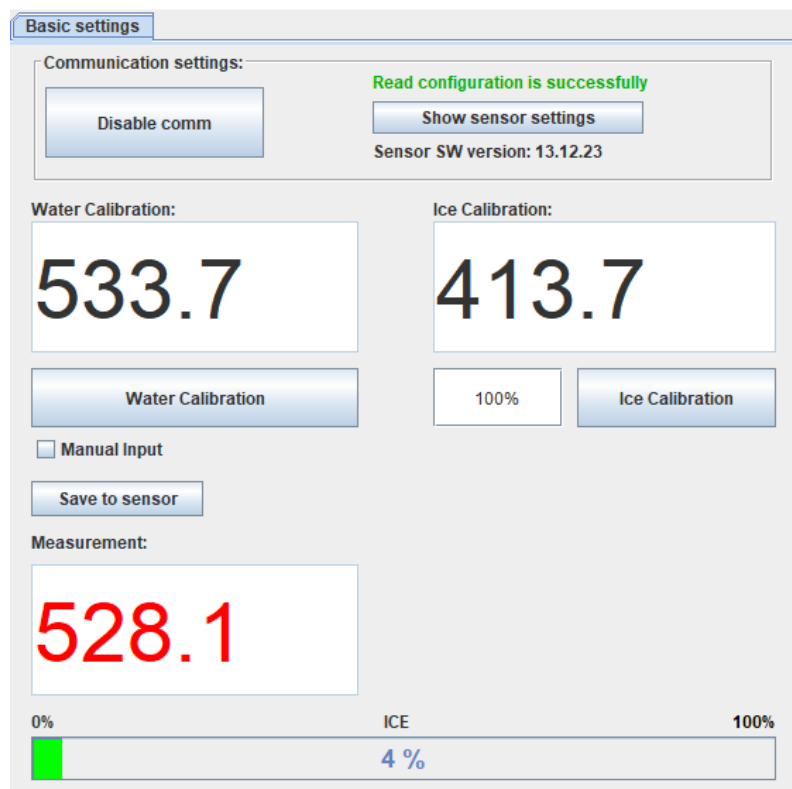 Basic settings
Communication settings:
Disable comm
Read configuration is successfully
Show sensor settings
Sensor SW version: 13.12.23
Water Calibration:
533.7
Water Calibration
Ice Calibration:
413.7
100%
Ice Calibration
Manual Input
Save to sensor
Measurement:
528.1
0% ICE 100%
4 %